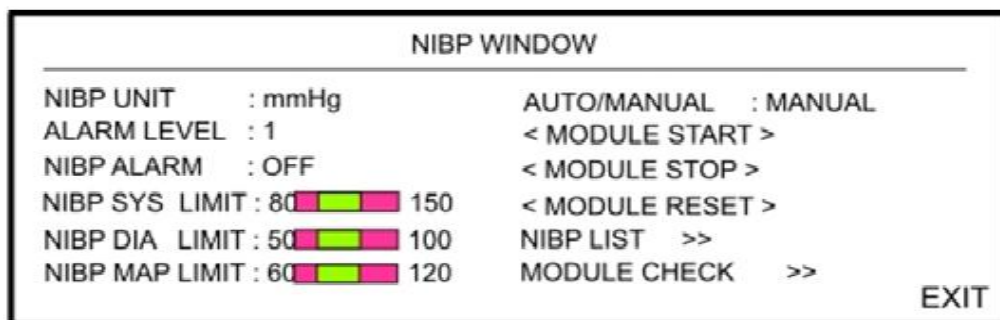 NIBP WINDOW
NIBP UNIT : mmHg
ALARM LEVEL : 1
NIBP ALARM : OFF
NIBP SYS LIMIT : 80 150
NIBP DIA LIMIT : 50 100
NIBP MAP LIMIT : 60 120
AUTO/MANUAL : MANUAL
< MODULE START >
< MODULE STOP >
< MODULE RESET >
NIBP LIST >>
MODULE CHECK >>
EXIT